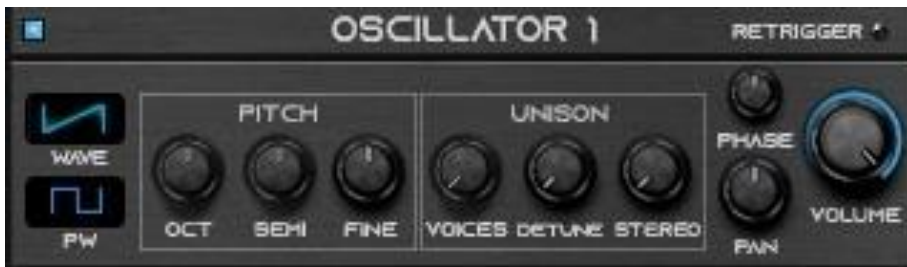 OSCILLATOR 1
RETRIGGER
WAVE
PW
PITCH
OCT SEMI FINE
UNISON
VOICES DETUNE STEREO
PHASE
PAN
VOLUME